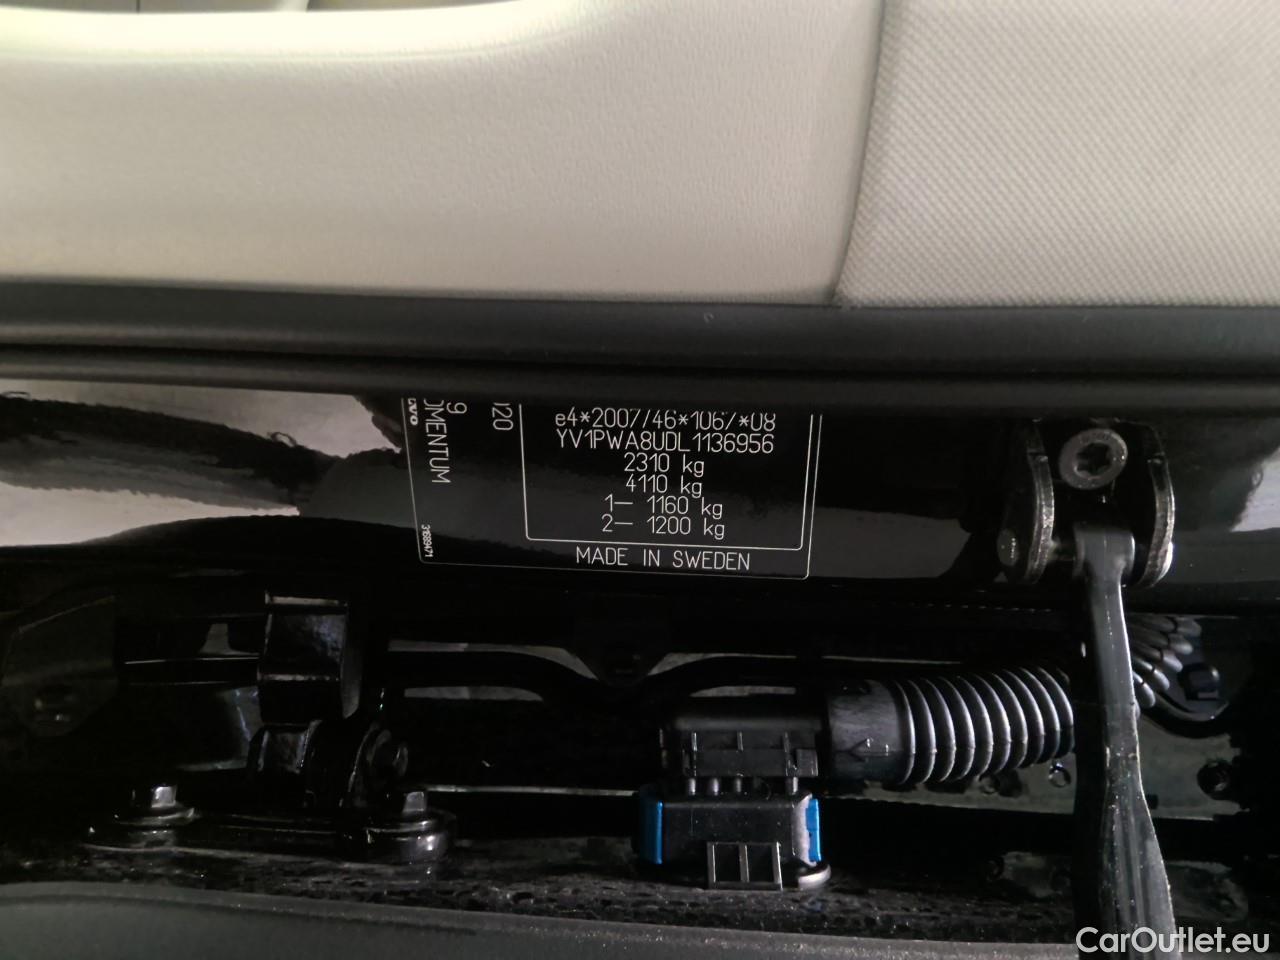 e4*2007/46*1067*08
YV1PWA8UDL1136956
2310 kg
4110 kg
1— 1160 kg
2— 1200 kg
MADE IN SWEDEN
31689471
CarOutlet.eu